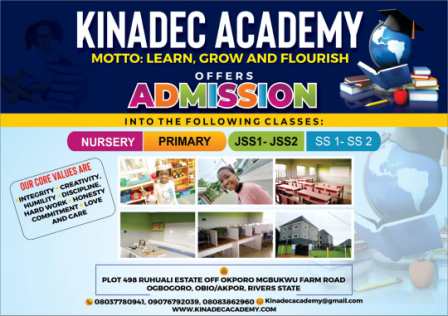 KINADEC ACADEMY
MOTTO: LEARN, GROW AND FLOURISH
OFFERS
ADMISSION
INTO THE FOLLOWING CLASSES:
NURSERY
PRIMARY
JSS1- JSS2
SS 1- SS 2
OUR CORE VALUES ARE
INTEGRITY CREATIVITY,
HUMILITY DISCIPLINE,
HARD WORK HONESTY
COMMITMENT LOVE
AND CARE
PLOT 498 RUHUALI ESTATE OFF OKPORO MGBUKWU FARM ROAD
OGBOGORO, OBIO/AKPOR, RIVERS STATE
08037780941, 09076792039, 08083862960 Kinadecacademy@gmail.com
WWW.KINADECACADEMY.COM